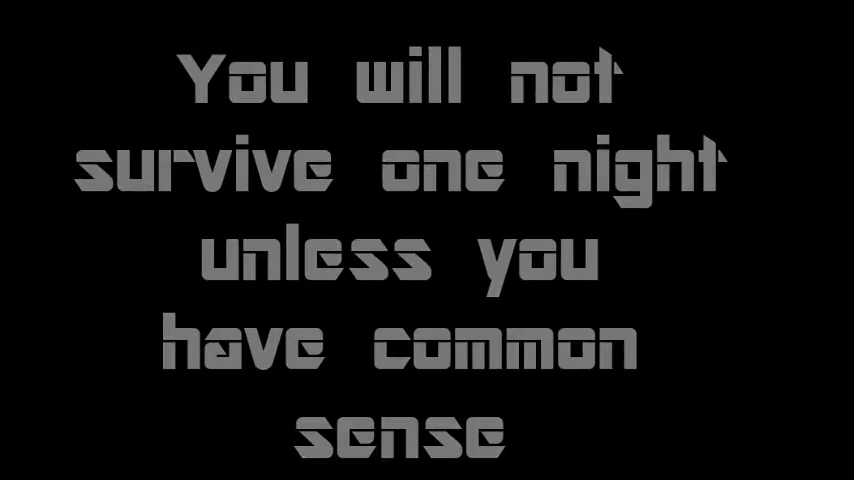 You will not
survive one night
unless you
have common
sense